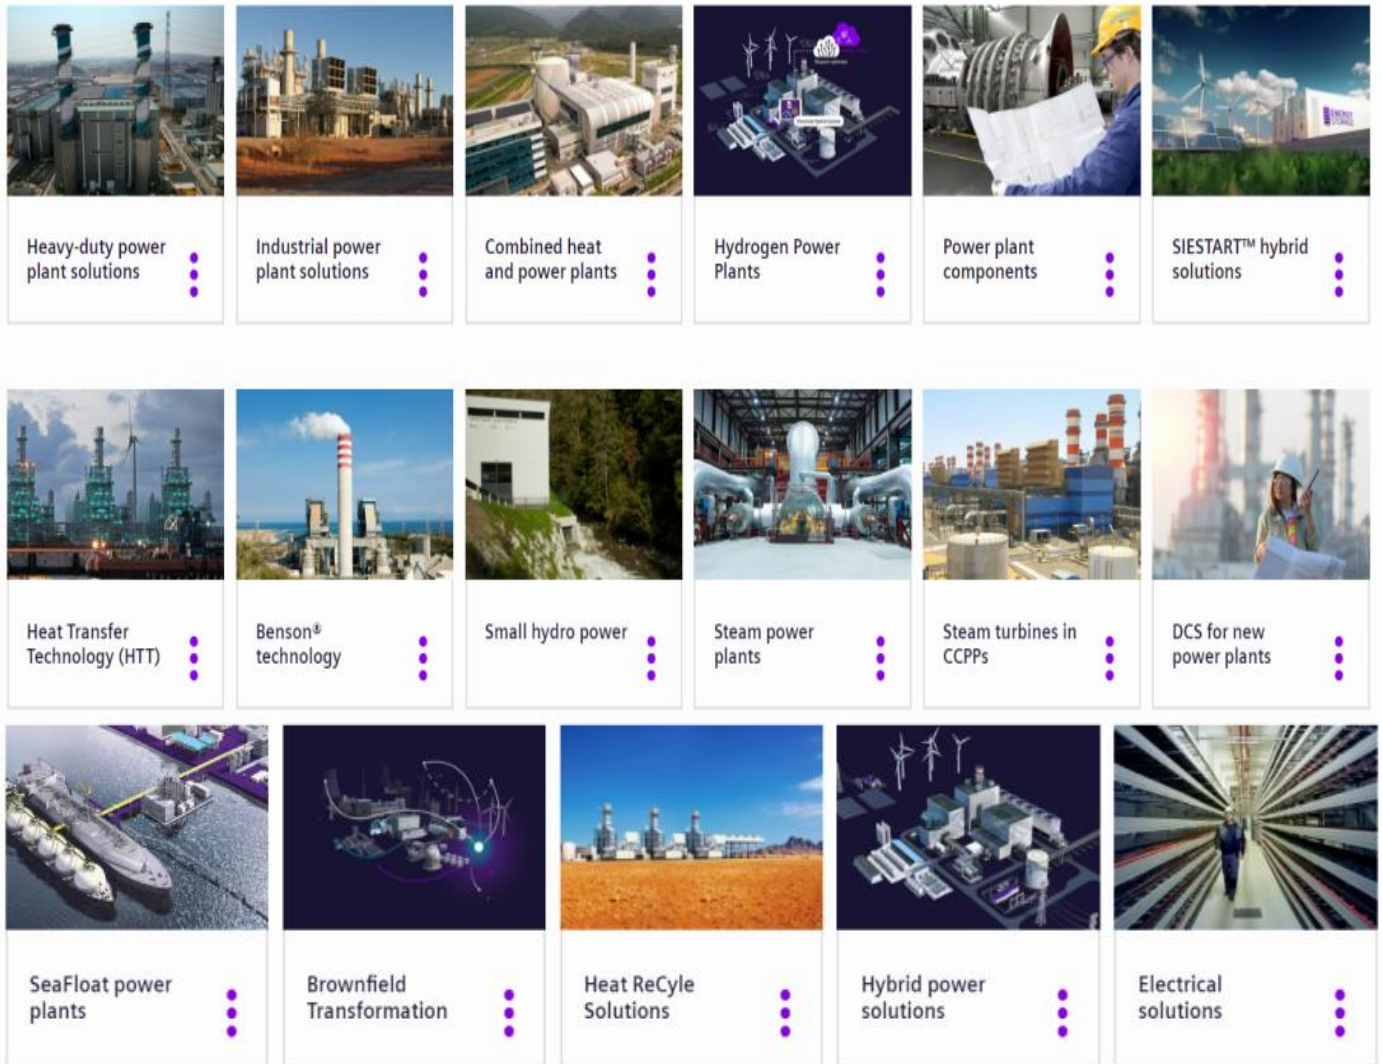 ENERGY
STORAGE
Heavy-duty power
plant solutions
Industrial power
plant solutions
Combined heat
and power plants
Hydrogen Power
Plants
Power plant
components
SIESTART™ hybrid
solutions
Heat Transfer
Technology (HTT)
Benson®
technology
Small hydro power
Steam power
plants
Steam turbines in
CCPPs
DCS for new
power plants
SeaFloat power
plants
Brownfield
Transformation
Heat ReCyle
Solutions
Hybrid power
solutions
Electrical
solutions